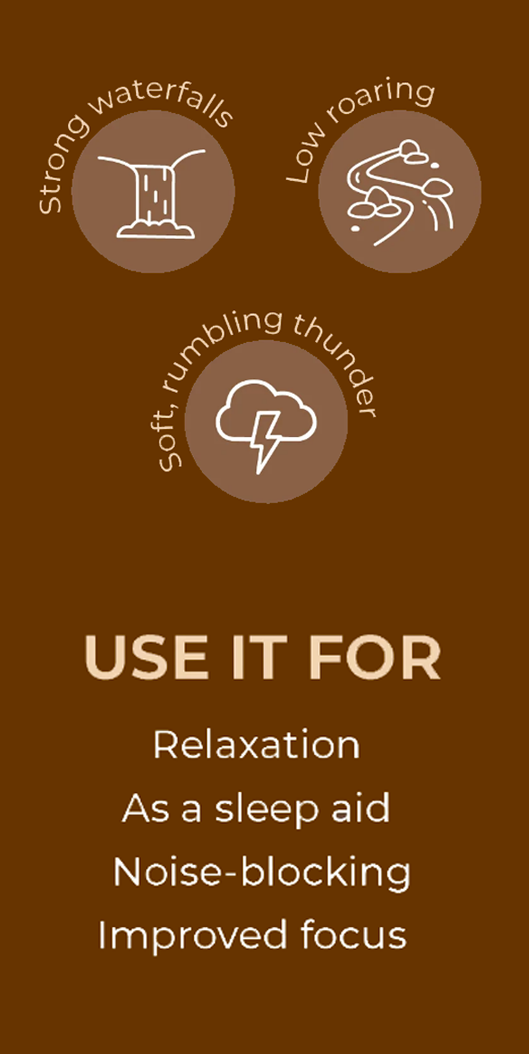 Strong waterfalls
Low roaring
Soft, rumbling thunder
USE IT FOR
Relaxation
As a sleep aid
Noise-blocking
Improved focus